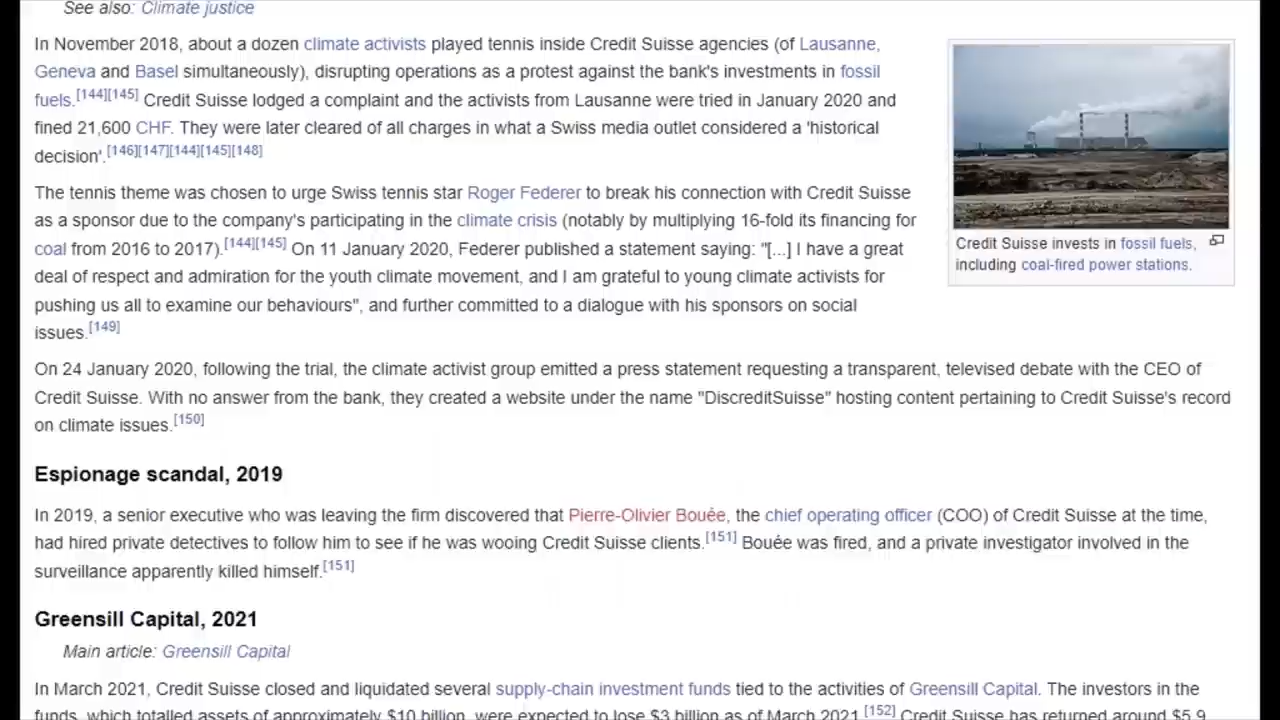 See also: Climate justice
In November 2018, about a dozen climate activists played tennis inside Credit Suisse agencies (of Lausanne,
Geneva and Basel simultaneously), disrupting operations as a protest against the bank's investments in fossil
fuels.[144][145] Credit Suisse lodged a complaint and the activists from Lausanne were tried in January 2020 and
fined 21,600 CHF. They were later cleared of all charges in what a Swiss media outlet considered a 'historical
decision'.[146][147][144][145][148]
The tennis theme was chosen to urge Swiss tennis star Roger Federer to break his connection with Credit Suisse
as a sponsor due to the company's participating in the climate crisis (notably by multiplying 16-fold its financing for
coal from 2016 to 2017).[144][145] On 11 January 2020, Federer published a statement saying: "[...] I have a great
deal of respect and admiration for the youth climate movement, and I am grateful to young climate activists for
pushing us all to examine our behaviours", and further committed to a dialogue with his sponsors on social
issues.[149]
Credit Suisse invests in fossil fuels,
including coal-fired power stations.
On 24 January 2020, following the trial, the climate activist group emitted a press statement requesting a transparent, televised debate with the CEO of
Credit Suisse. With no answer from the bank, they created a website under the name "DiscreditSuisse" hosting content pertaining to Credit Suisse's record
on climate issues.[150]
Espionage scandal, 2019
In 2019, a senior executive who was leaving the firm discovered that Pierre-Olivier Bouée, the chief operating officer (COO) of Credit Suisse at the time,
had hired private detectives to follow him to see if he was wooing Credit Suisse clients.[151] Bouée was fired, and a private investigator involved in the
surveillance apparently killed himself.[151]
Greensill Capital, 2021
Main article: Greensill Capital
In March 2021, Credit Suisse closed and liquidated several supply-chain investment funds tied to the activities of Greensill Capital. The investors in the
funds, which totalled assets of approximately $10 billion, were expected to lose $3 billion as of March 2021.[152] Credit Suisse has returned around $5.9